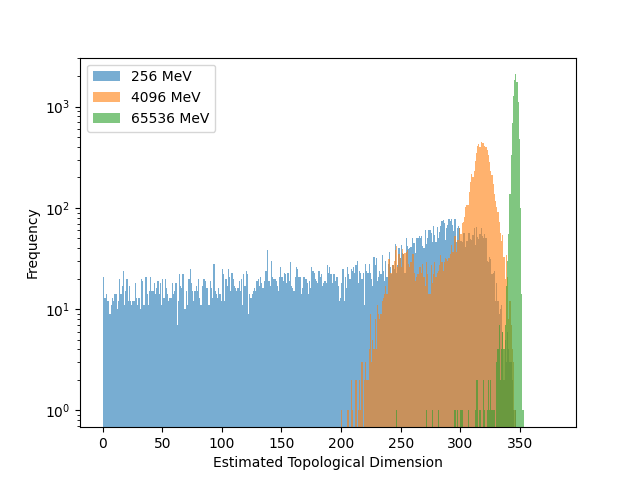 256 MeV
4096 MeV
65536 MeV
10³
10²
10¹
10⁰
Frequency
0 50 100 150 200 250 300 350
Estimated Topological Dimension